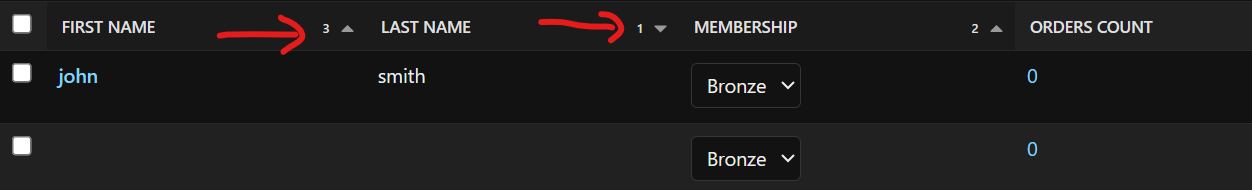 FIRST NAME 3 LAST NAME 1 MEMBERSHIP 2 ORDERS COUNT
john smith Bronze 0
Bronze 0